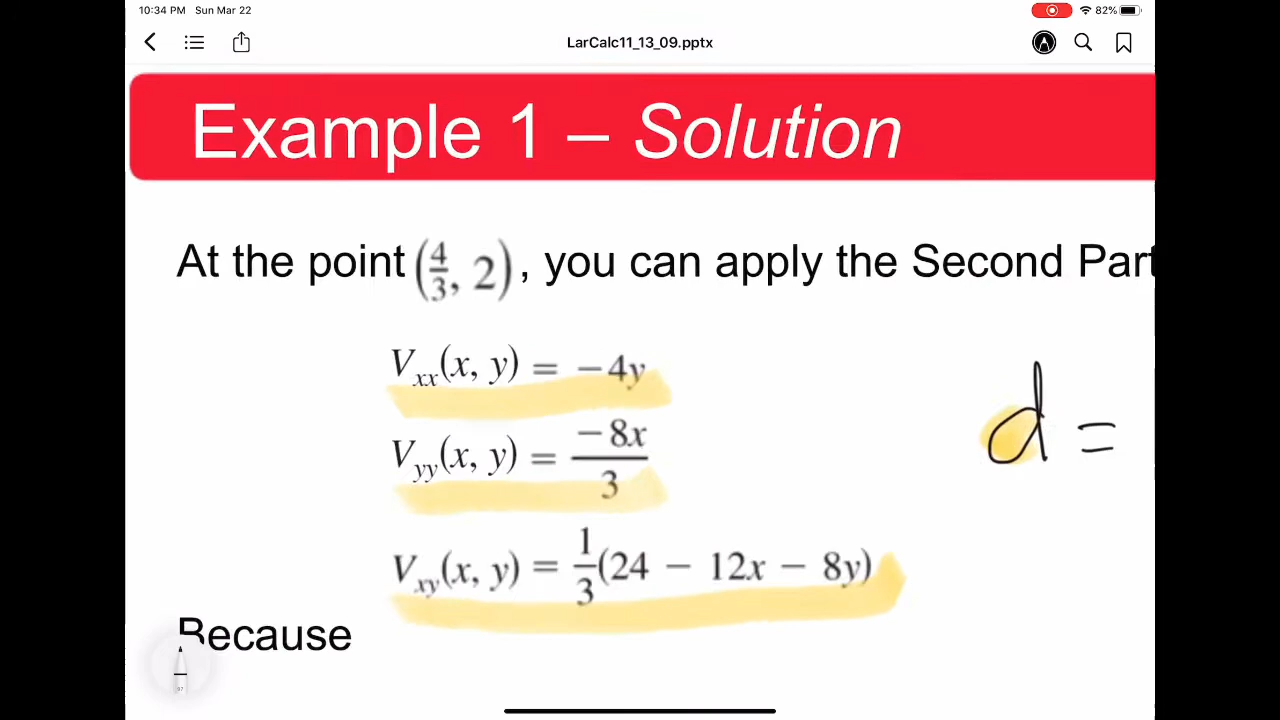 10:34 PM Sun Mar 22
82%
LarCalc11_13_09.pptx
Example 1 – Solution
At the point (4/3, 2), you can apply the Second Part
V_xx(x, y) = −4y
V_yy(x, y) = −8x/3
d =
V_xy(x, y) = 1/3(24 − 12x − 8y)
Because
97